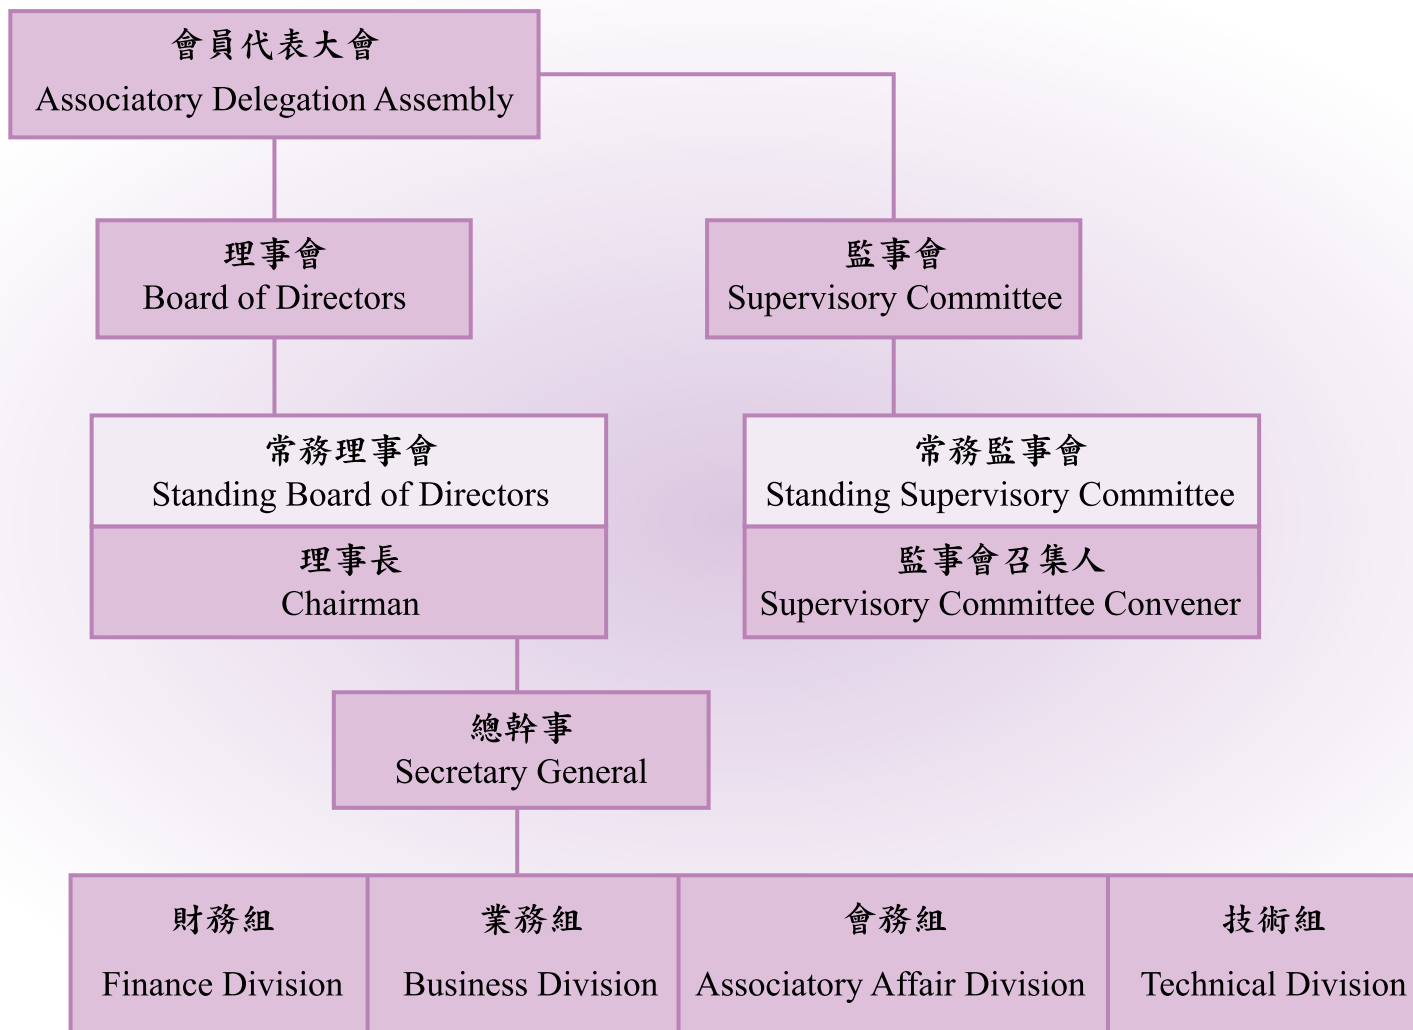 會員代表大會
Associatory Delegation Assembly
理事會
Board of Directors
監事會
Supervisory Committee
常務理事會
Standing Board of Directors
理事長
Chairman
常務監事會
Standing Supervisory Committee
監事會召集人
Supervisory Committee Convener
總幹事
Secretary General
財務組
Finance Division
業務組
Business Division
會務組
Associatory Affair Division
技術組
Technical Division